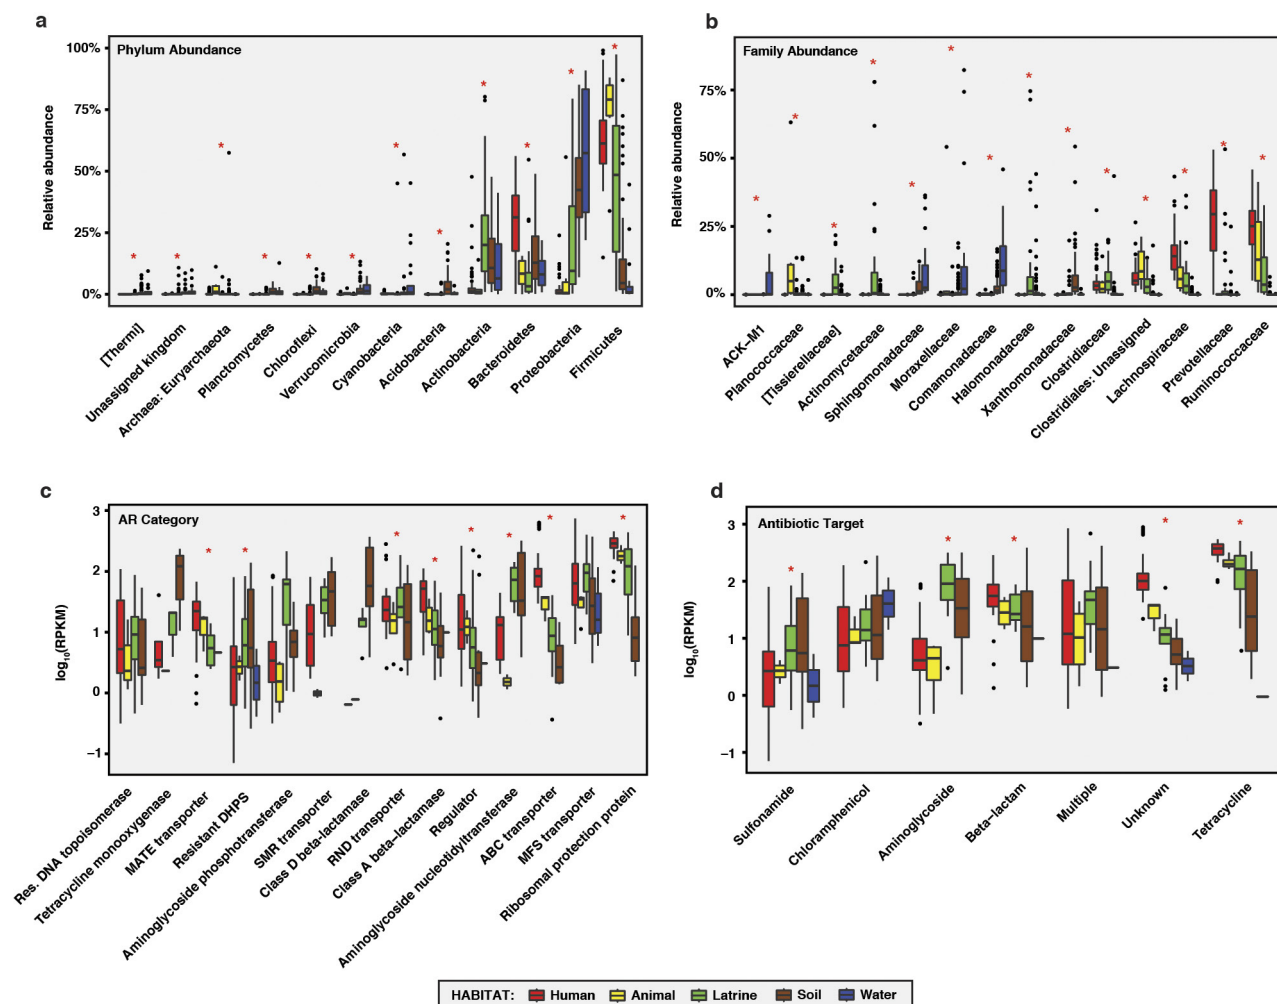 a
Phylum Abundance
Relative abundance
100%
75%
50%
25%
0%
[Thermi]
Unassigned kingdom
Archaea: Euryarchaeota
Planctomycetes
Chloroflexi
Verrucomicrobia
Cyanobacteria
Acidobacteria
Actinobacteria
Bacteroidetes
Proteobacteria
Firmicutes
b
Family Abundance
Relative abundance
75%
50%
25%
0%
ACK–M1
Planococcaceae
[Tissierellaceae]
Actinomycetaceae
Sphingomonadaceae
Moraxellaceae
Comamonadaceae
Halomonadaceae
Xanthomonadaceae
Clostridiaceae
Clostridiales: Unassigned
Lachnospiraceae
Prevotellaceae
Ruminococcaceae
c
AR Category
log10(RPKM)
3
2
1
0
–1
Res. DNA topoisomerase
Tetracycline monooxygenase
MATE transporter
Resistant DHPS
Aminoglycoside phosphotransferase
SMR transporter
Class D beta–lactamase
RND transporter
Class A beta–lactamase
Regulator
Aminoglycoside nucleotidyltransferase
ABC transporter
MFS transporter
Ribosomal protection protein
d
Antibiotic Target
log10(RPKM)
3
2
1
0
–1
Sulfonamide
Chloramphenicol
Aminoglycoside
Beta–lactam
Multiple
Unknown
Tetracycline
HABITAT: Human Animal Latrine Soil Water